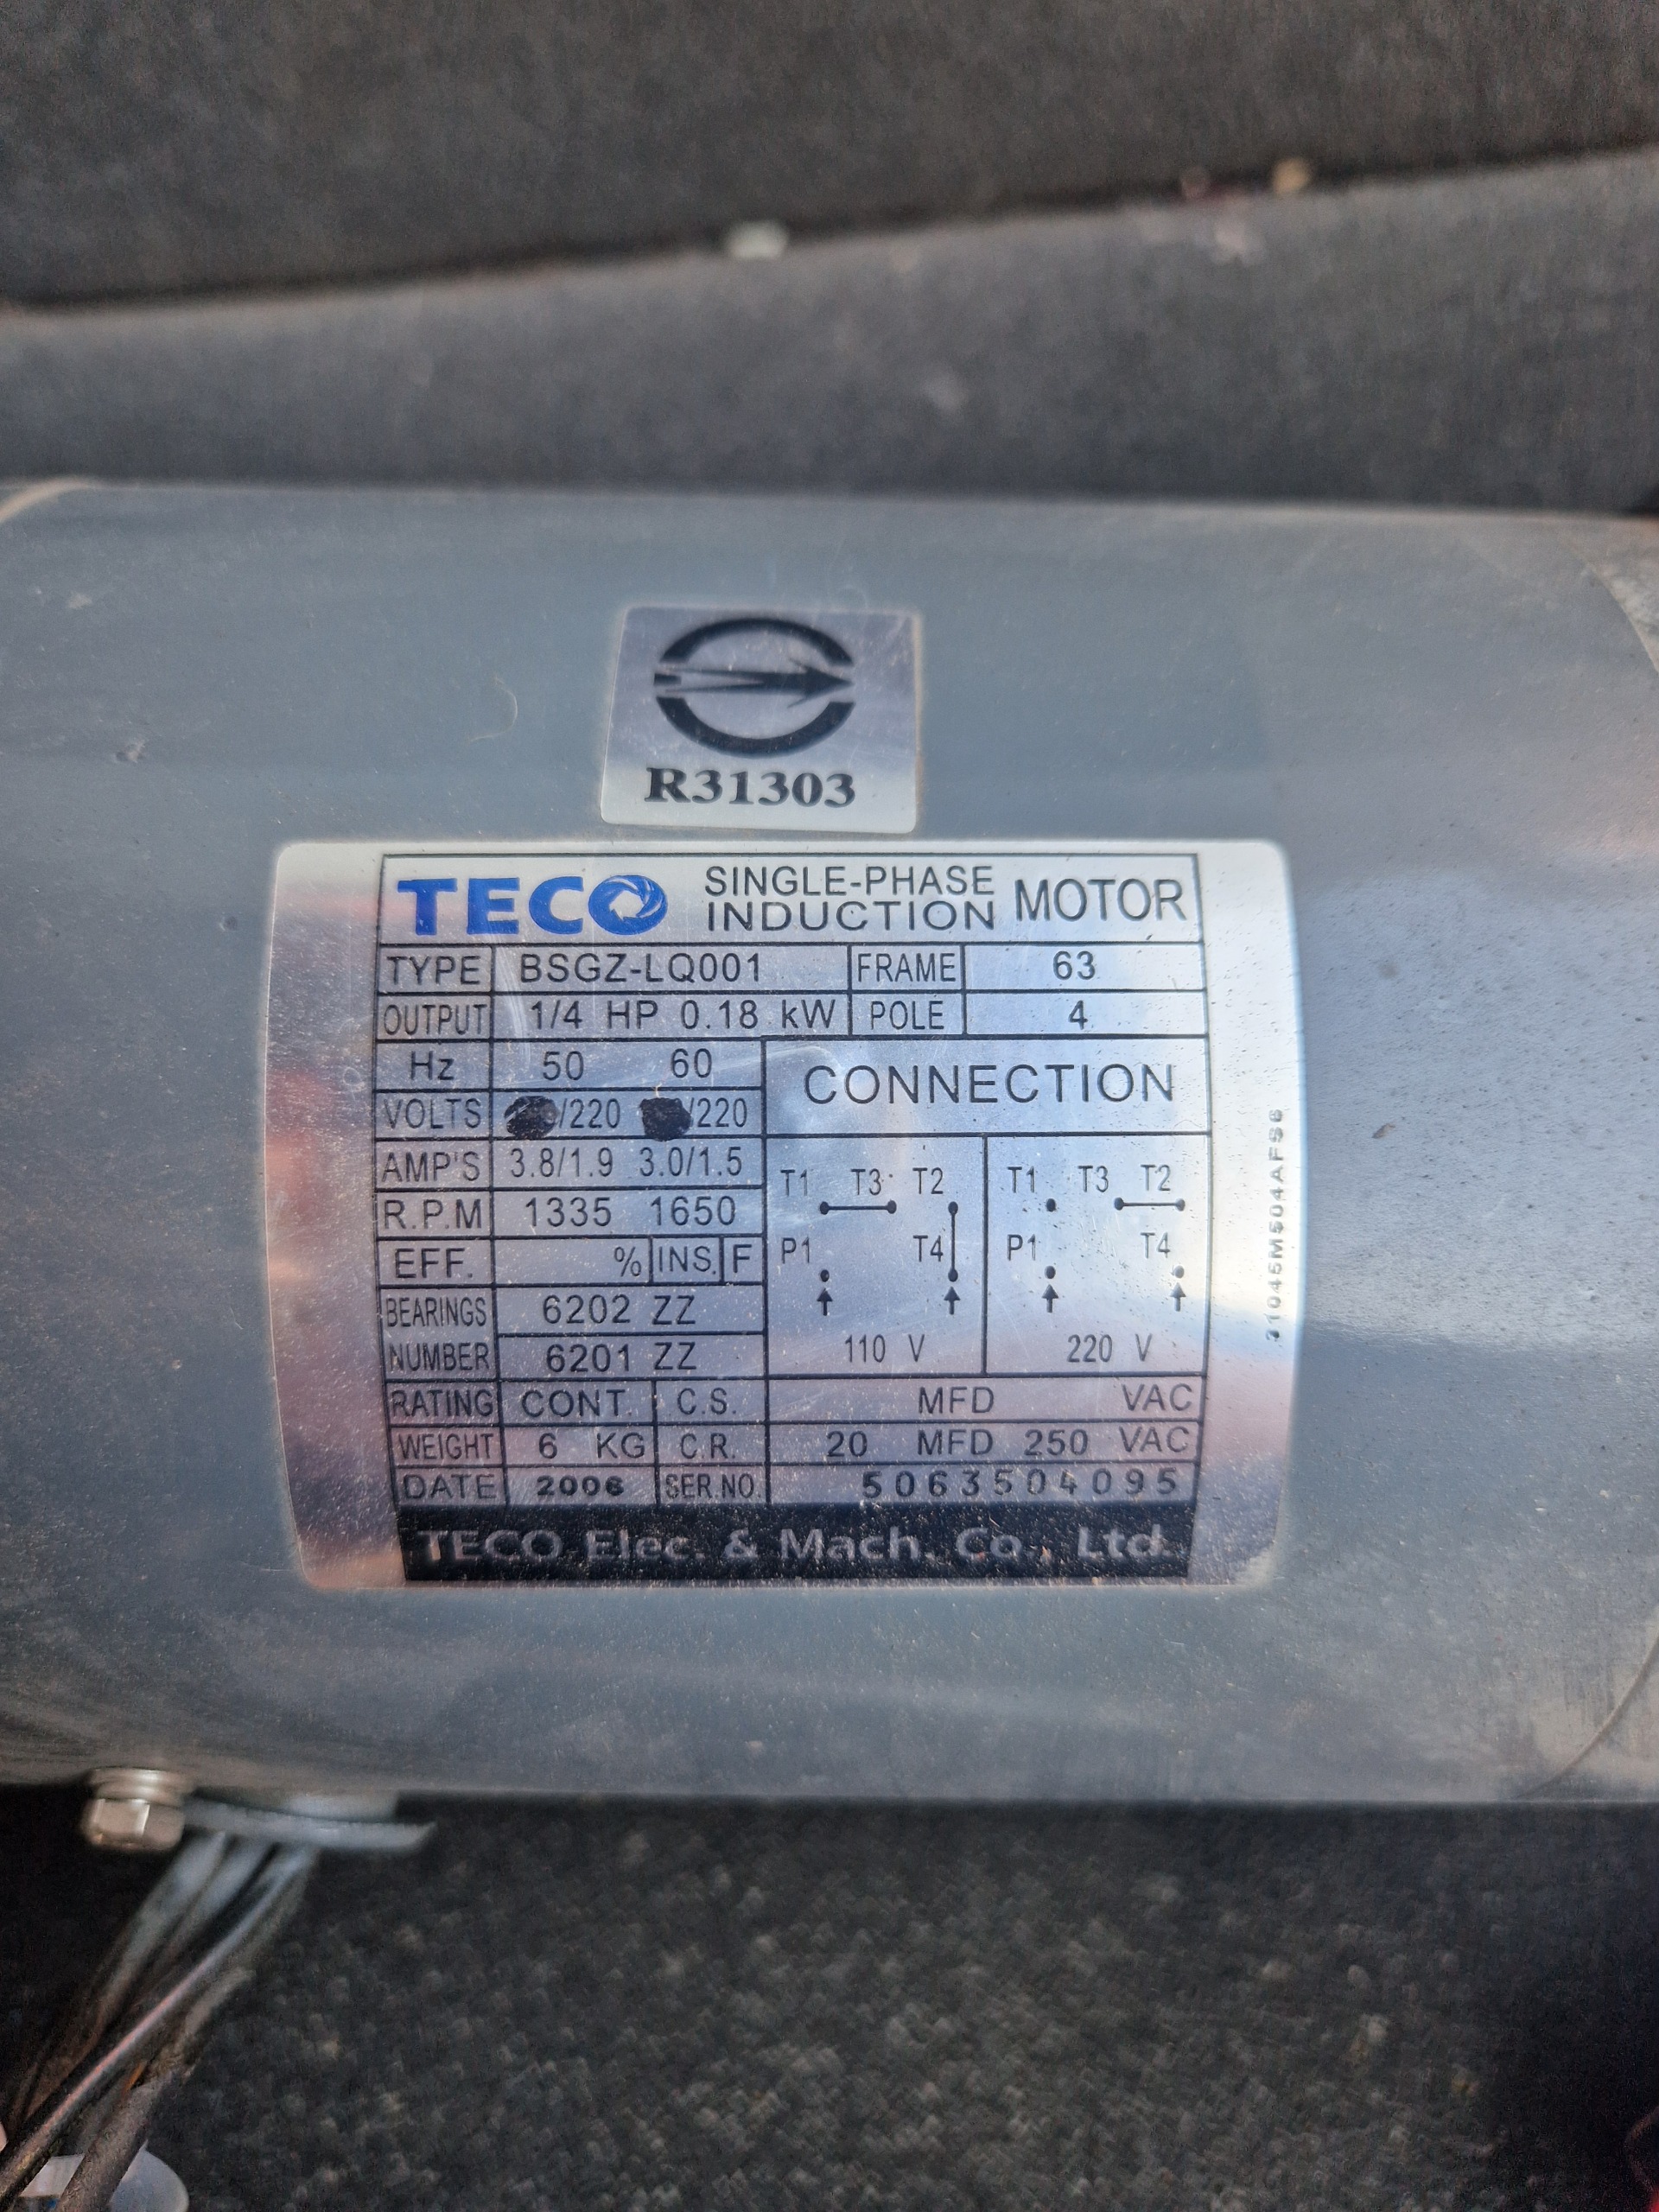 R31303
TECO SINGLE-PHASE INDUCTION MOTOR
TYPE BSGZ-LQ001 FRAME 63
OUTPUT 1/4 HP 0.18 kW POLE 4
Hz 50 60
CONNECTION
VOLTS /220 /220
AMP'S 3.8/1.9 3.0/1.5
R.P.M 1335 1650
EFF. % INS. F
BEARINGS 6202 ZZ
NUMBER 6201 ZZ
T1 T3 T2 T1 T3 T2
P1 T4 P1 T4
110 V 220 V
RATING CONT. C.S. MFD VAC
WEIGHT 6 KG C.R. 20 MFD 250 VAC
DATE 2006 SER.NO. 5063504095
TECO Elec. & Mach. Co., Ltd.